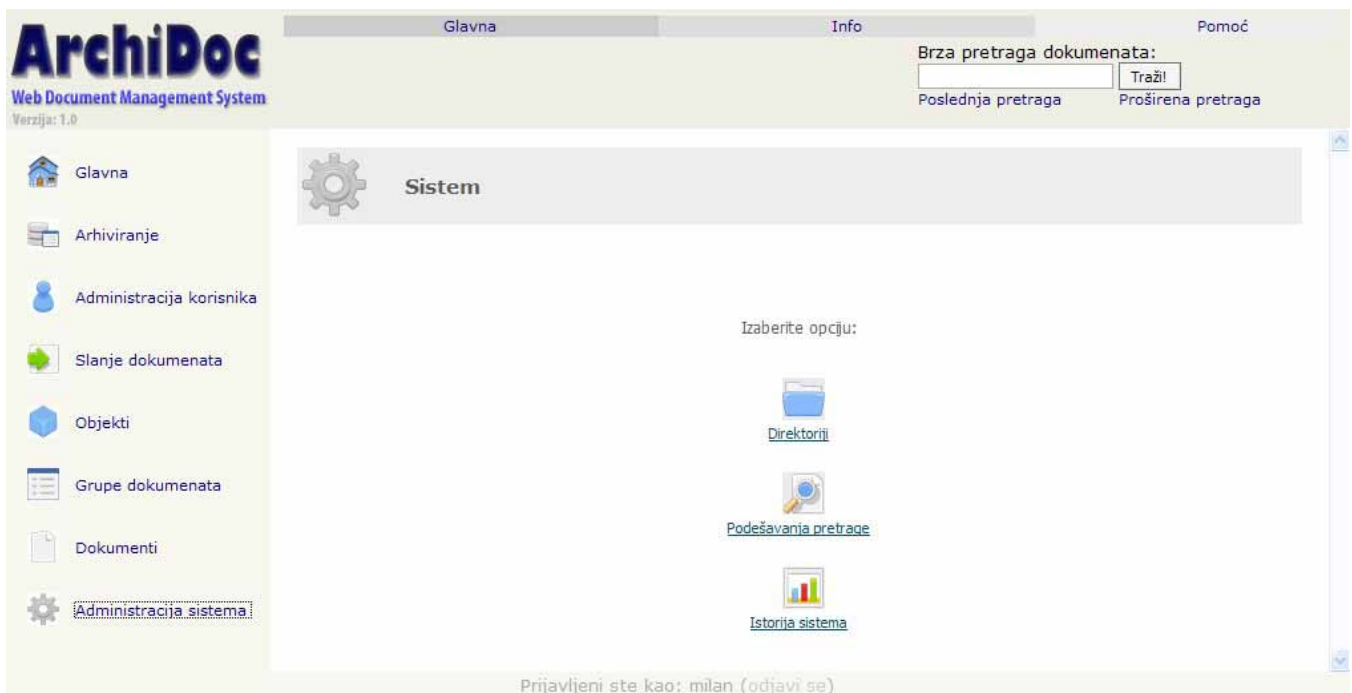 ArchiDoc
Web Document Management System
Verzija: 1.0
Glavna
Info
Pomoć
Brza pretraga dokumenata:
Traži!
Poslednja pretraga
Proširena pretraga
Glavna
Arhiviranje
Administracija korisnika
Slanje dokumenata
Objekti
Grupe dokumenata
Dokumenti
Administracija sistema
Sistem
Izaberite opciju:
Direktoriji
Podešavanja pretrage
Istorija sistema
Prijavljeni ste kao: milan (odjavi se)